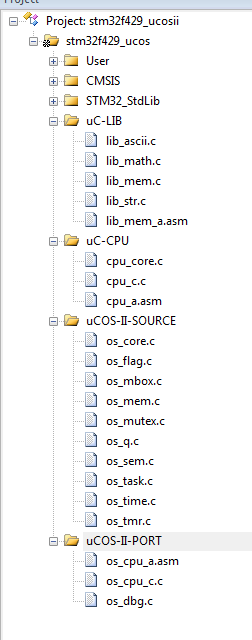 Project: stm32f429_ucosii
stm32f429_ucos
User
CMSIS
STM32_StdLib
uC-LIB
lib_ascii.c
lib_math.c
lib_mem.c
lib_str.c
lib_mem_a.asm
uC-CPU
cpu_core.c
cpu_c.c
cpu_a.asm
uCOS-II-SOURCE
os_core.c
os_flag.c
os_mbox.c
os_mem.c
os_mutex.c
os_q.c
os_sem.c
os_task.c
os_time.c
os_tmr.c
uCOS-II-PORT
os_cpu_a.asm
os_cpu_c.c
os_dbg.c